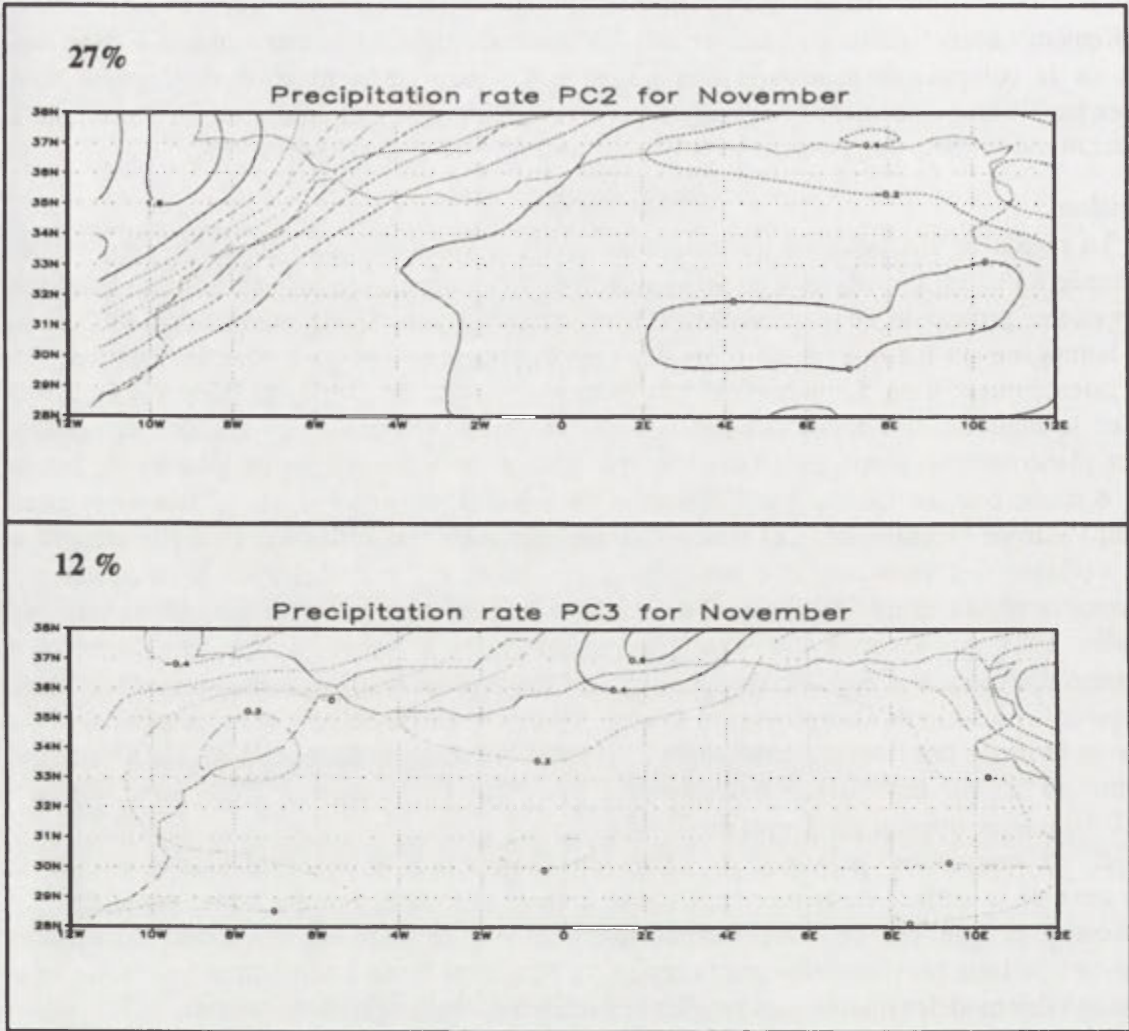 27%
Precipitation rate PC2 for November
38N
37N
36N
35N
34N
33N
32N
31N
30N
29N
28N
12W 10W 8W 6W 4W 2W 0 2E 4E 6E 8E 10E 12E
12 %
Precipitation rate PC3 for November
38N
37N
36N
35N
34N
33N
32N
31N
30N
29N
28N
12W 10W 8W 6W 4W 2W 0 2E 4E 6E 8E 10E 12E